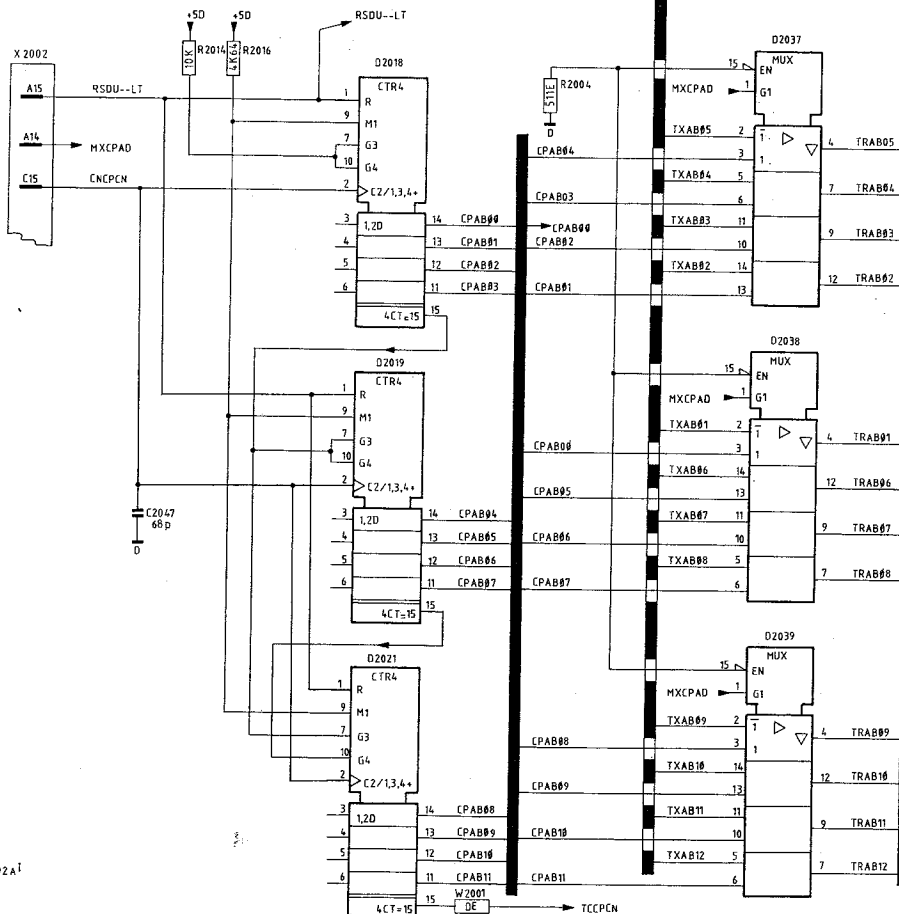 +5D
+5D
RSDU--LT
R2014
10K
R2016
4K64
X2002
A15
RSDU--LT
A14
MXCPAD
C15
CNCPCN
D2018
CTR4
1
R
9
M1
7
G3
10
G4
2
C2/1,3,4+
3
1,2D
14
CPAB00
CPAB00
4
13
CPAB01
5
12
CPAB02
6
11
CPAB03
15
4CT=15
D2019
CTR4
1
R
9
M1
7
G3
10
G4
2
C2/1,3,4+
C2047
68p
D
3
1,2D
14
CPAB04
4
13
CPAB05
5
12
CPAB06
6
11
CPAB07
15
4CT=15
D2021
CTR4
1
R
9
M1
7
G3
10
G4
2
C2/1,3,4+
3
1,2D
14
CPAB08
4
13
CPAB09
5
12
CPAB10
6
11
CPAB11
15
4CT=15
W2001
0E
TCCPCN
R2004
511E
D
D2037
MUX
15
EN
MXCPAD
1
G1
TXAB05
2
1
4
TRAB05
CPAB04
3
1
TXAB04
5
7
TRAB04
CPAB03
6
TXAB03
11
9
TRAB03
CPAB02
10
TXAB02
14
12
TRAB02
CPAB01
13
D2038
MUX
15
EN
MXCPAD
1
G1
TXAB01
2
1
4
TRAB01
CPAB00
3
1
TXAB06
14
12
TRAB06
CPAB05
13
TXAB07
11
9
TRAB07
CPAB06
10
TXAB08
5
7
TRAB08
CPAB07
6
D2039
MUX
15
EN
MXCPAD
1
G1
TXAB09
2
1
4
TRAB09
CPAB08
3
1
TXAB10
14
12
TRAB10
CPAB09
13
TXAB11
11
9
TRAB11
CPAB10
10
TXAB12
5
7
TRAB12
CPAB11
6